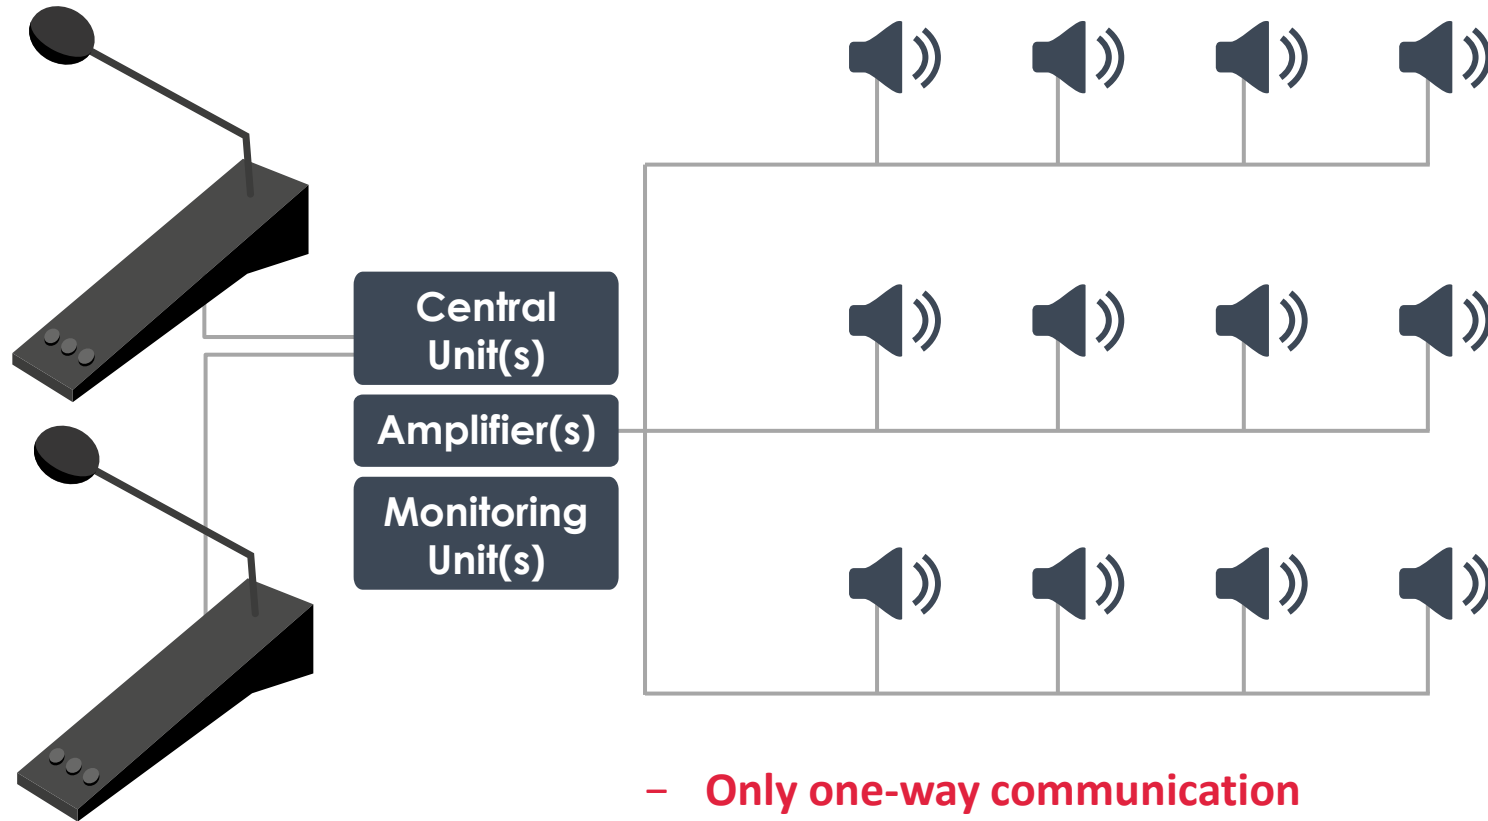 Central
Unit(s)
Amplifier(s)
Monitoring
Unit(s)
– Only one-way communication